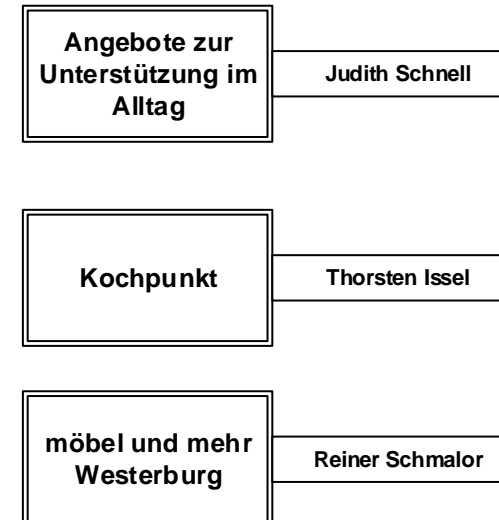 Angebote zur
Unterstützung im
Alltag
Judith Schnell
Kochpunkt
Thorsten Issel
möbel und mehr
Westerburg
Reiner Schmalor